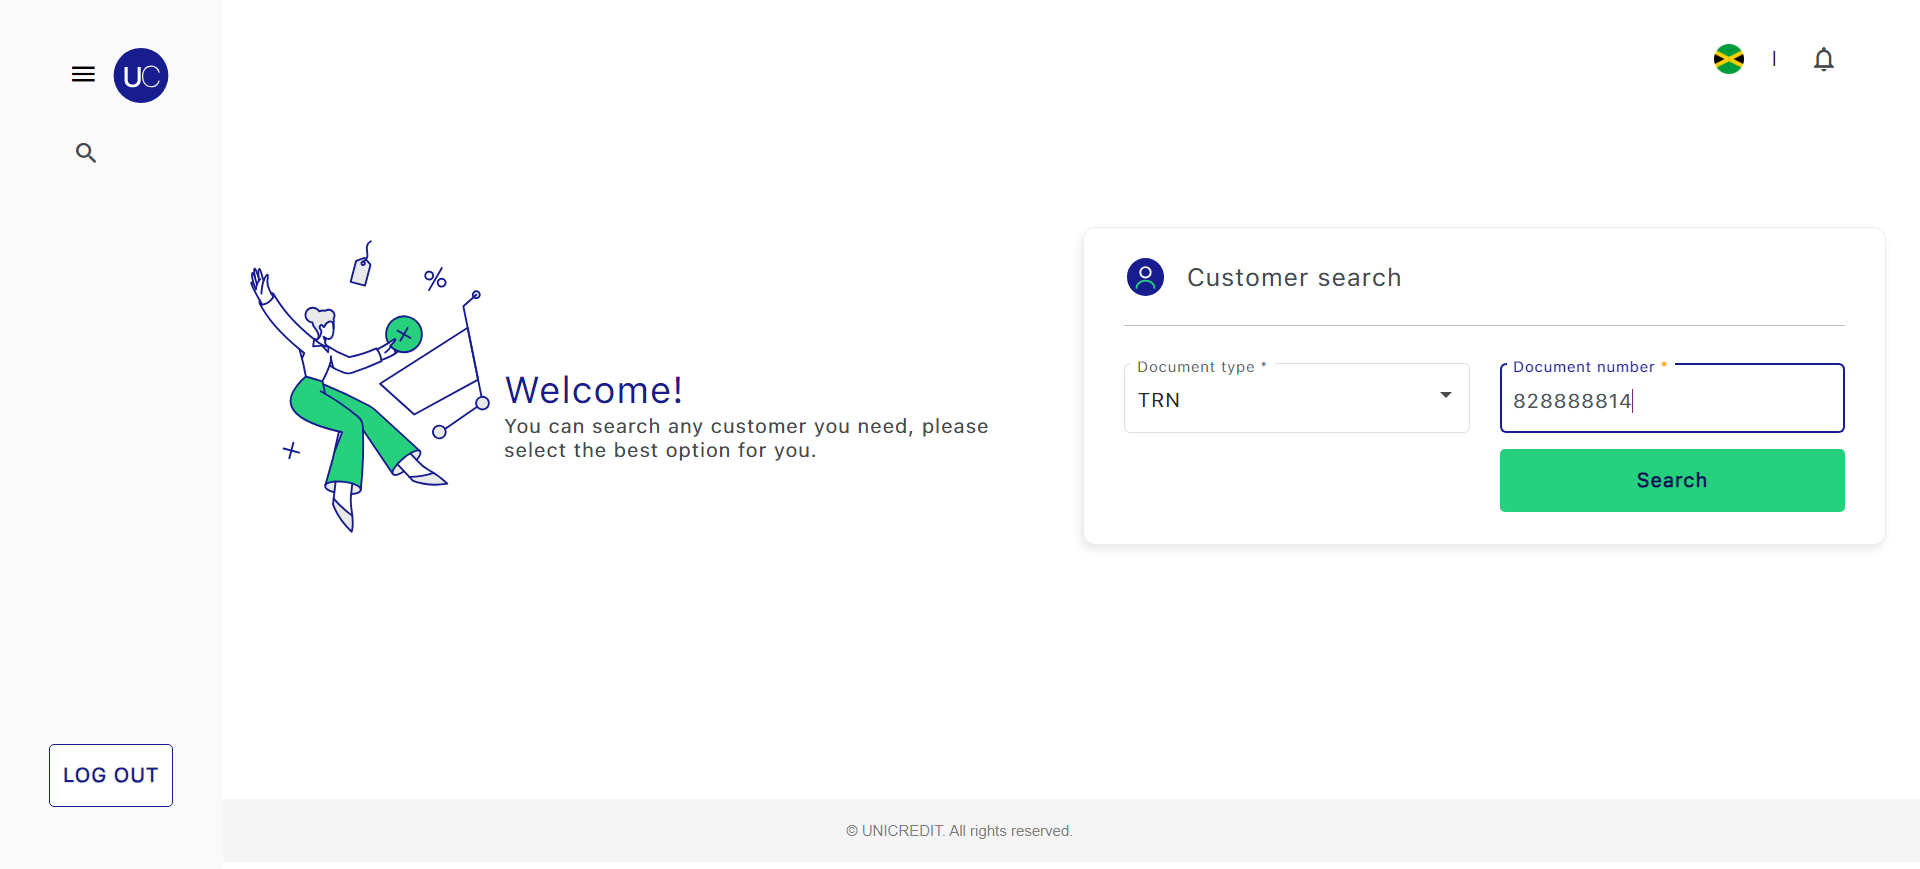 UC
Welcome!
You can search any customer you need, please
select the best option for you.
Customer search
Document type *
TRN
Document number *
828888814
Search
LOG OUT
© UNICREDIT. All rights reserved.